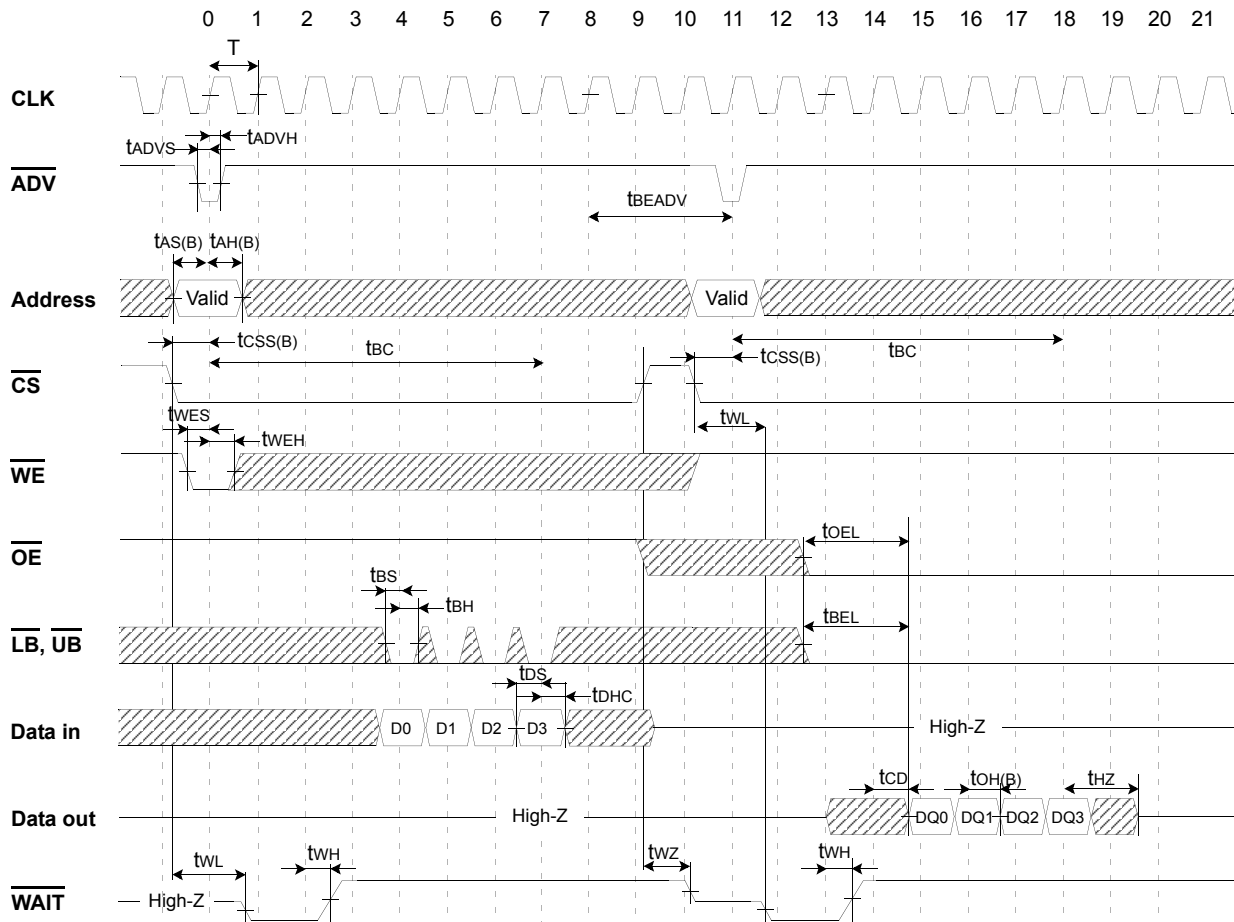 0 1 2 3 4 5 6 7 8 9 10 11 12 13 14 15 16 17 18 19 20 21
T
CLK
tADVH
tADVS
ADV
tBEADV
tAS(B) tAH(B)
Address Valid Valid
tCSS(B) tBC tCSS(B) tBC
CS
tWES tWL
tWEH
WE
OE tOEL
tBS
tBH tBEL
LB, UB
tDS
tDHC
Data in D0 D1 D2 D3 High-Z
tCD tOH(B) tHZ
Data out High-Z DQ0 DQ1 DQ2 DQ3
tWL tWH tWZ tWH
WAIT High-Z